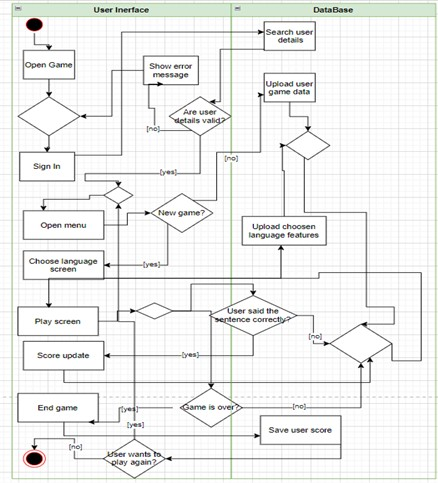 User Inerface
DataBase
Search user
details
Open Game
Show error
message
Upload user
game data
Are user
details valid?
[no]
Sign In
[no]
[yes]
New game?
Open menu
Upload choosen
language features
Choose language
screen
[yes]
Play screen
User said the
sentence correctly?
[no]
Score update
[yes]
End game
[yes]
Game is over?
[no]
[yes]
Save user score
[no]
User wants to
play again?